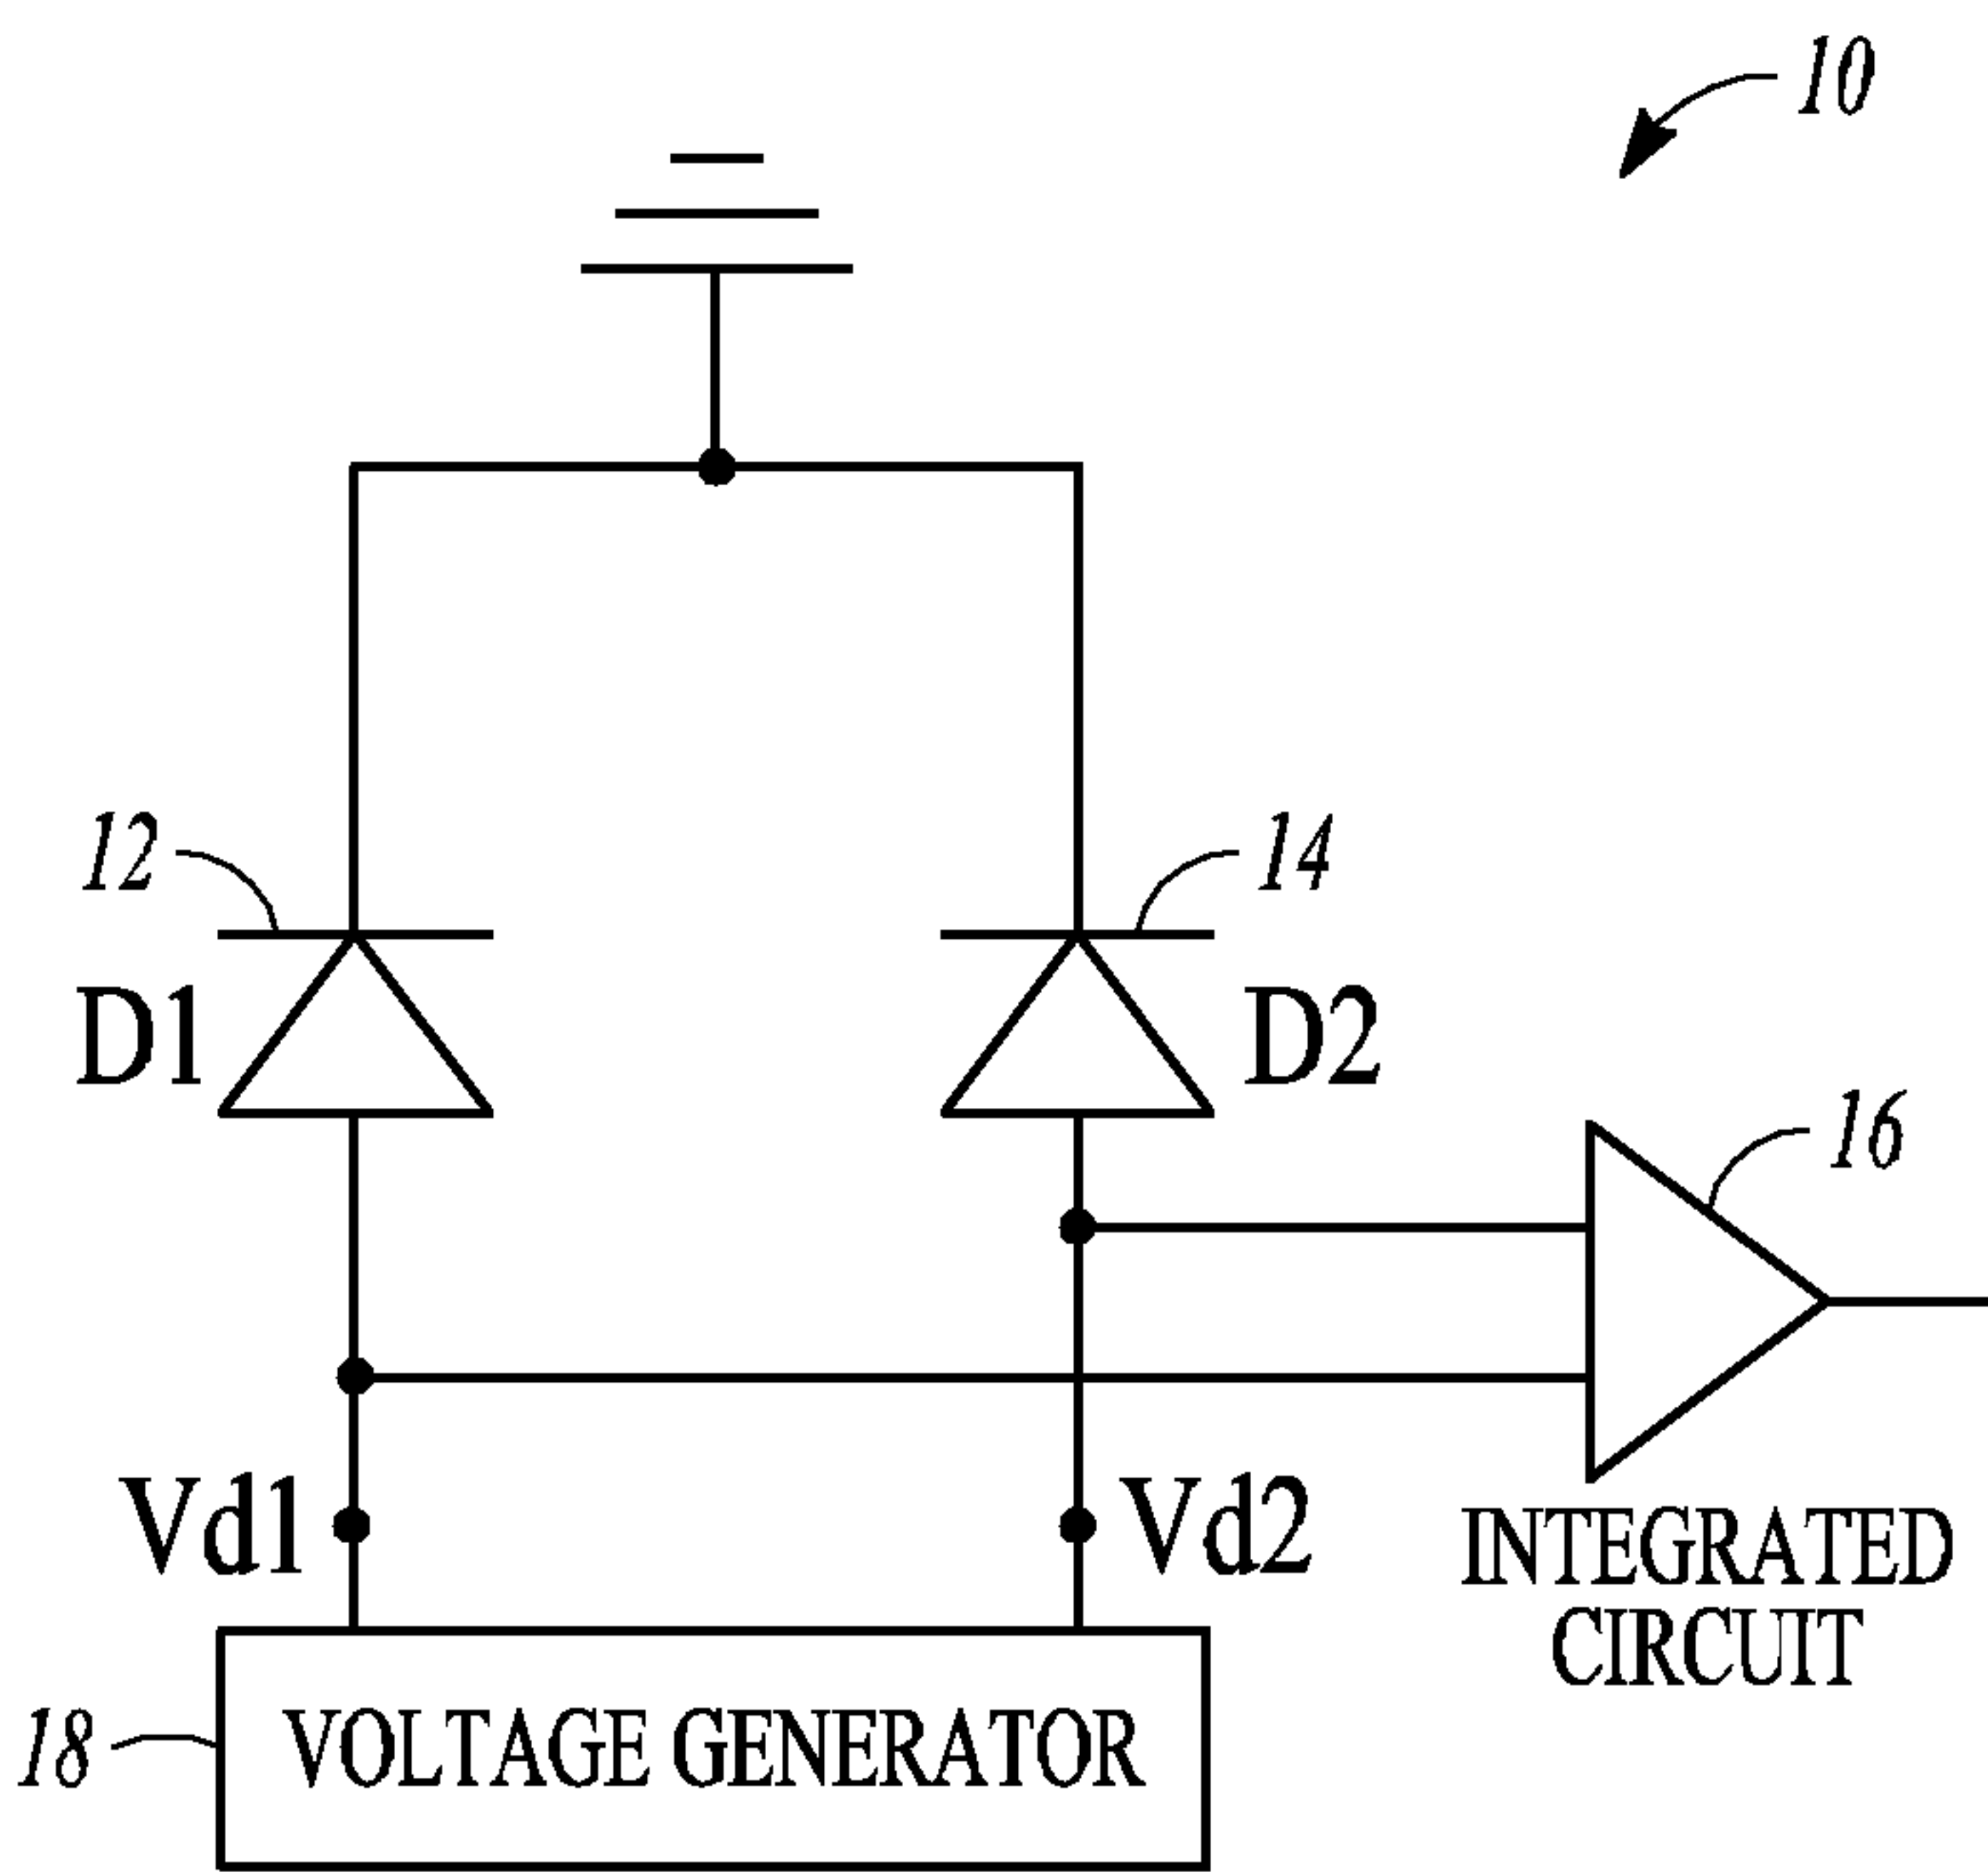 10
12
14
D1
D2
16
Vd1
Vd2
INTEGRATED
CIRCUIT
18
VOLTAGE GENERATOR